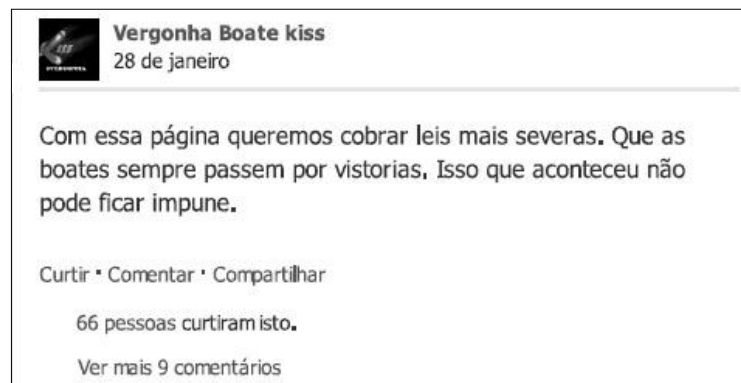 Vergonha Boate kiss
28 de janeiro
Com essa página queremos cobrar leis mais severas. Que as
boates sempre passem por vistorias. Isso que aconteceu não
pode ficar impune.
Curtir · Comentar · Compartilhar
66 pessoas curtiram isto.
Ver mais 9 comentários